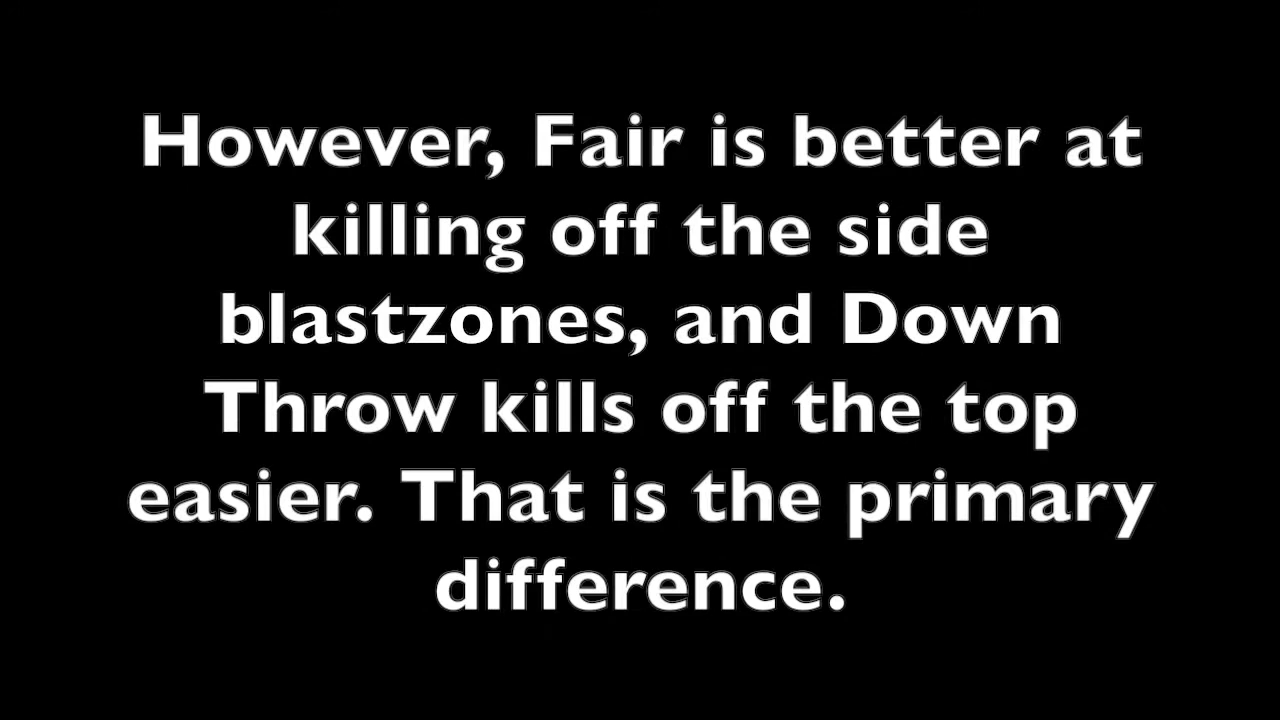 However, Fair is better at
killing off the side
blastzones, and Down
Throw kills off the top
easier. That is the primary
difference.